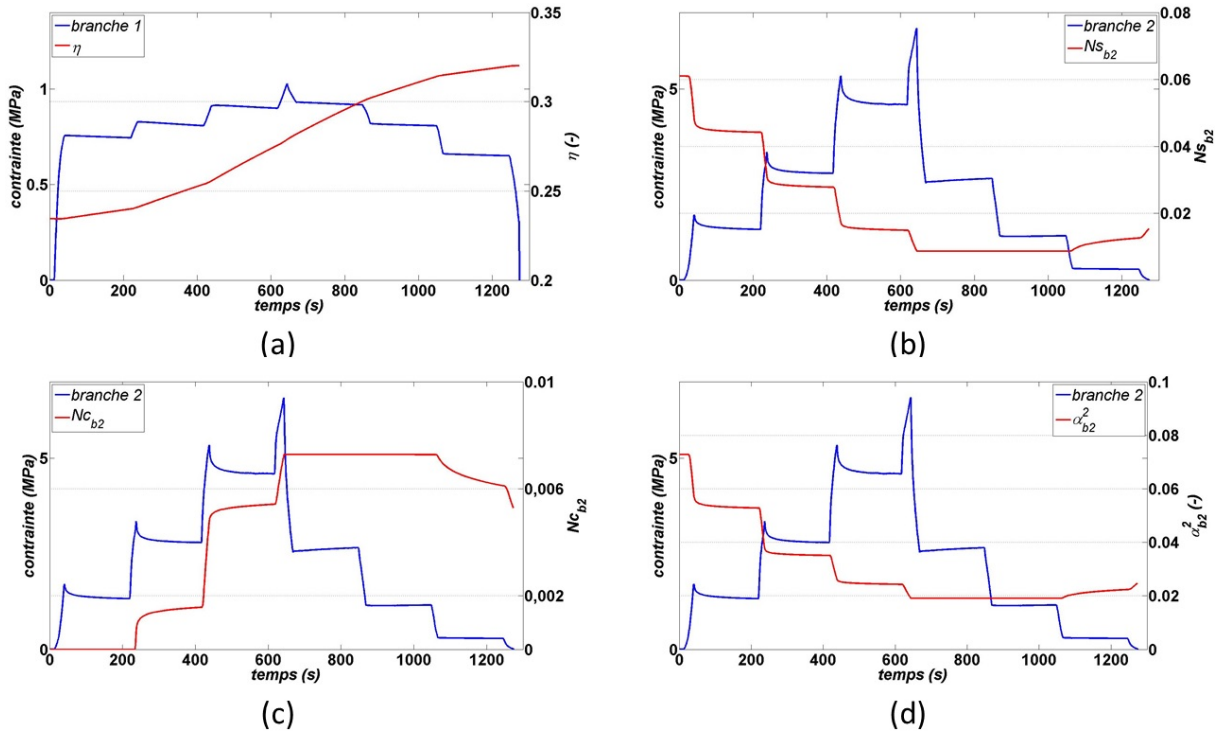 branche 1
η
contrainte (MPa)
1
0.5
0
0.35
0.3
0.25
0.2
η (-)
0 200 400 600 800 1000 1200
temps (s)
(a)
branche 2
Ns_b2
contrainte (MPa)
5
0
0.08
0.06
0.04
0.02
Ns_b2
0 200 400 600 800 1000 1200
temps (s)
(b)
branche 2
Nc_b2
contrainte (MPa)
5
0
0.01
0,006
0,002
Nc_b2
0 200 400 600 800 1000 1200
temps (s)
(c)
branche 2
α²_b2
contrainte (MPa)
5
0
0.1
0.08
0.06
0.04
0.02
0
α²_b2 (-)
0 200 400 600 800 1000 1200
temps (s)
(d)